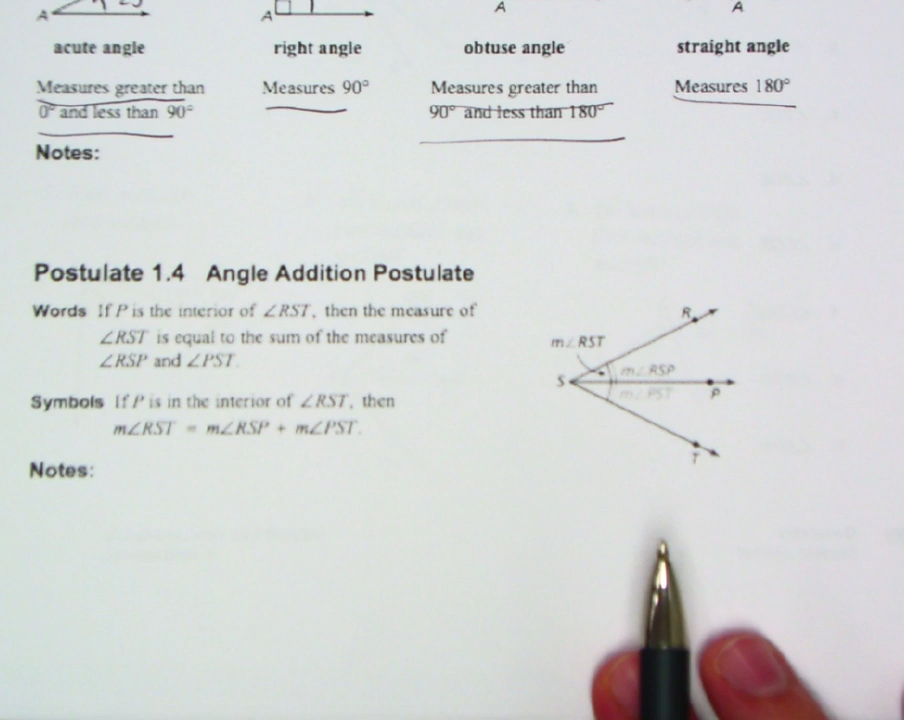 A A A A
acute angle right angle obtuse angle straight angle
Measures greater than Measures 90° Measures greater than Measures 180°
0° and less than 90° 90° and less than 180°
Notes:
Postulate 1.4 Angle Addition Postulate
Words If P is the interior of ∠RST, then the measure of
∠RST is equal to the sum of the measures of
∠RSP and ∠PST.
Symbols If P is in the interior of ∠RST, then
m∠RST = m∠RSP + m∠PST.
Notes:
R
m∠RST
m∠RSP
S
m∠PST
P
T